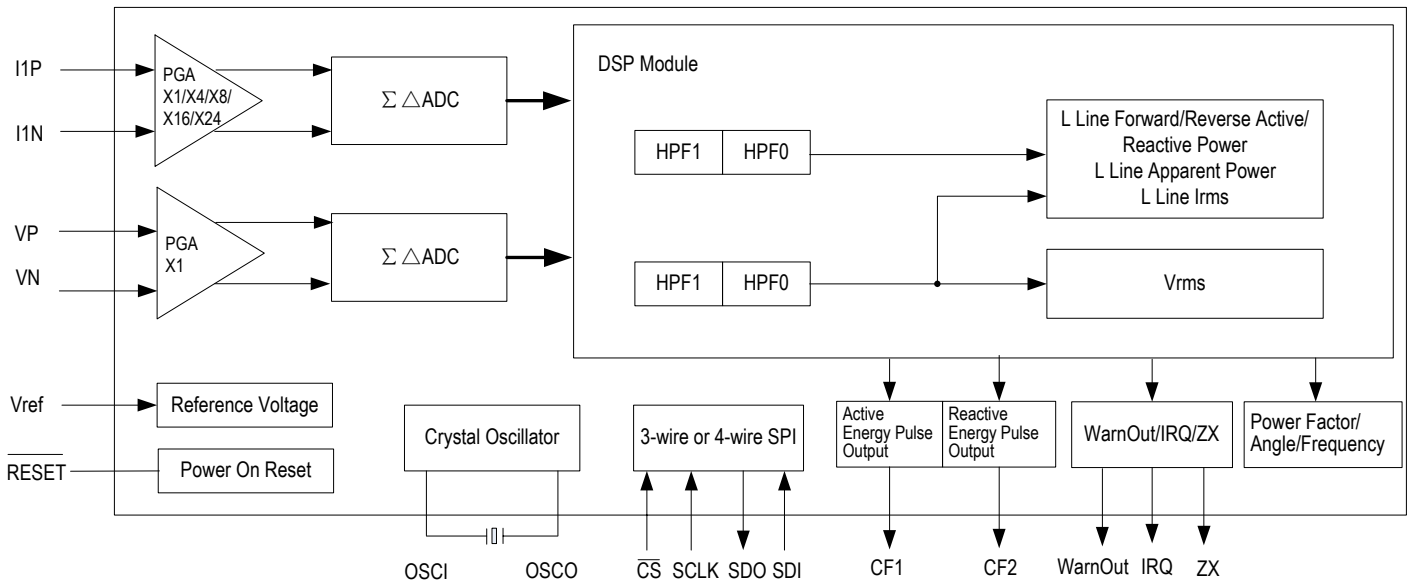 I1P
I1N
PGA
X1/X4/X8/
X16/X24
Σ △ADC
DSP Module
HPF1
HPF0
L Line Forward/Reverse Active/
Reactive Power
L Line Apparent Power
L Line Irms
VP
VN
PGA
X1
Σ △ADC
HPF1
HPF0
Vrms
Vref
Reference Voltage
RESET
Power On Reset
Crystal Oscillator
3-wire or 4-wire SPI
Active
Energy Pulse
Output
Reactive
Energy Pulse
Output
WarnOut/IRQ/ZX
Power Factor/
Angle/Frequency
OSCI
OSCO
CS
SCLK
SDO
SDI
CF1
CF2
WarnOut
IRQ
ZX